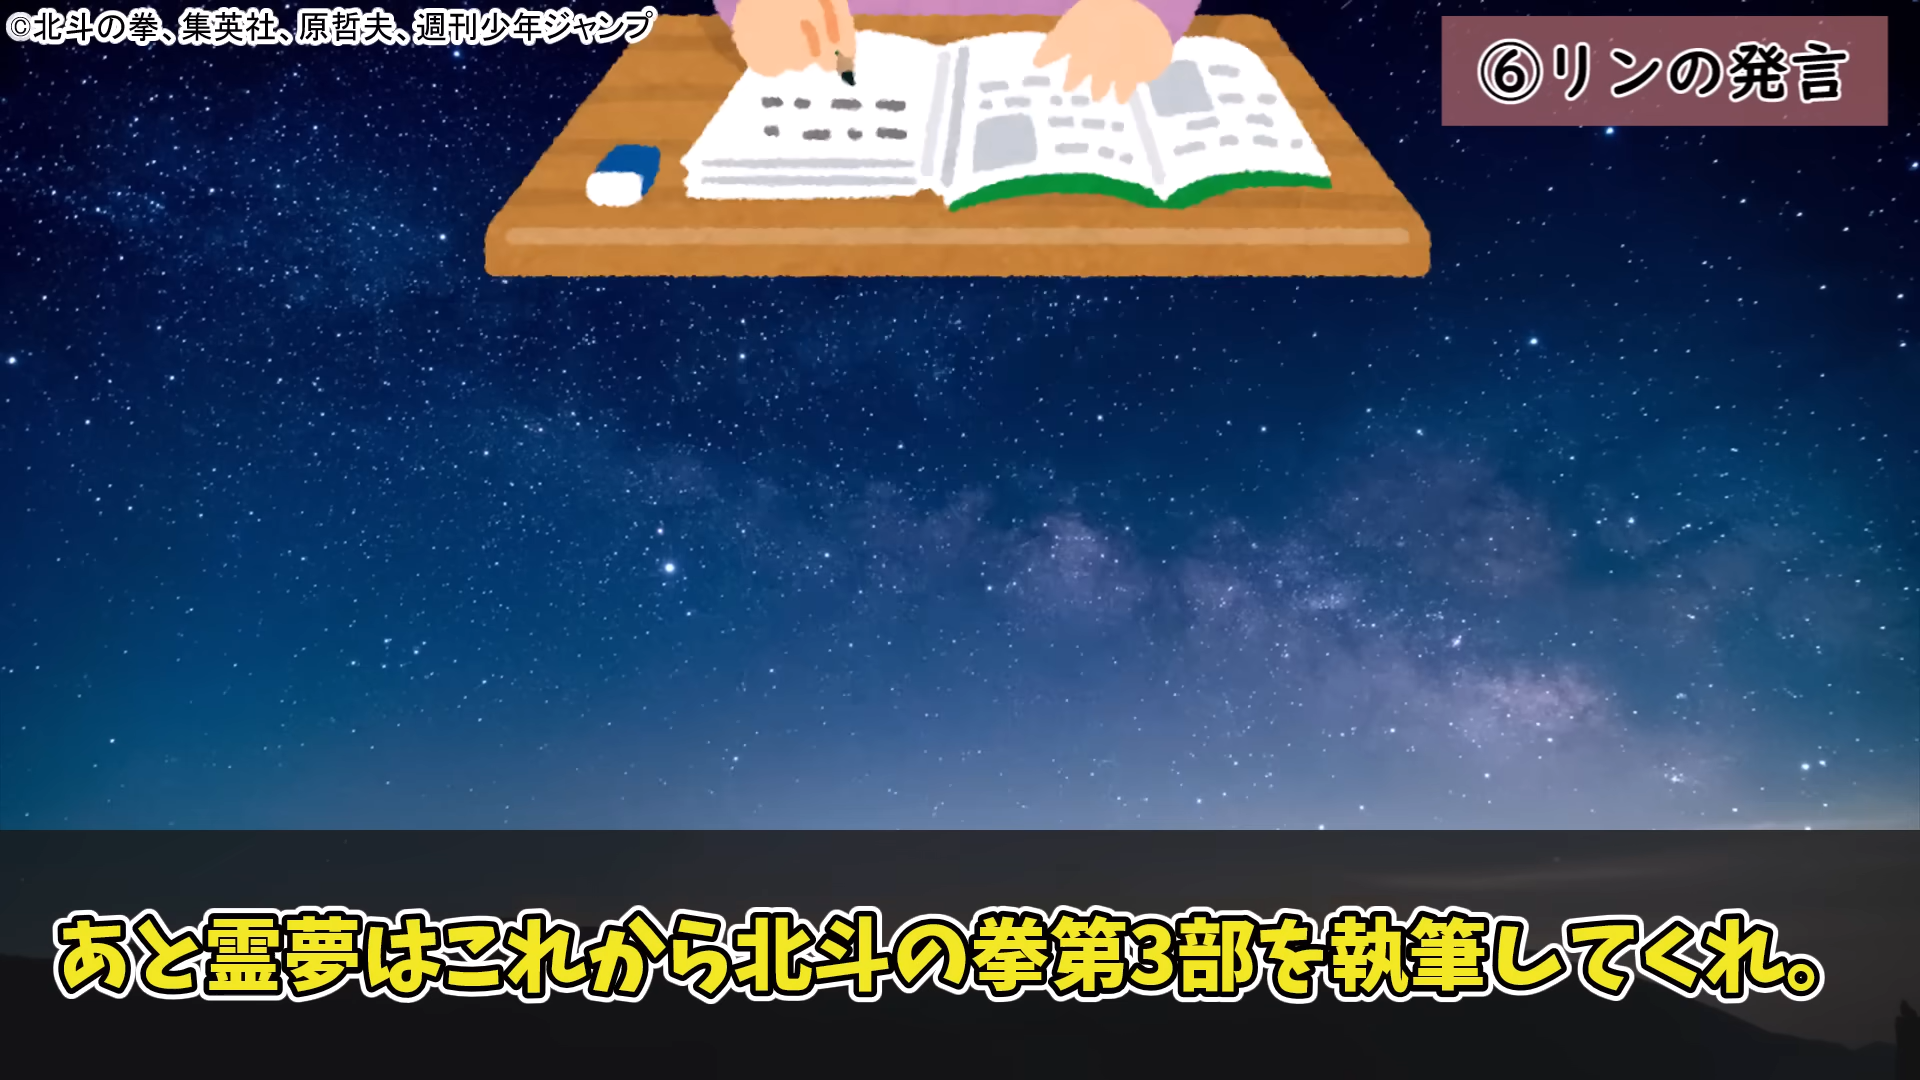 ©北斗の拳、集英社、原哲夫、週刊少年ジャンプ
⑥リンの発言
あと霊夢はこれから北斗の拳第3部を執筆してくれ。